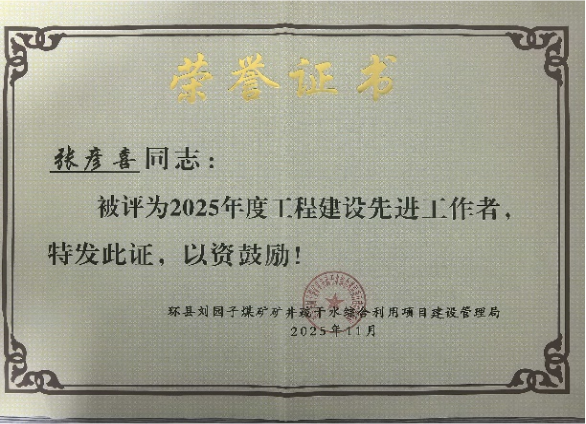 荣誉证书
张彦喜同志：
被评为2025年度工程建设先进工作者，
特发此证，以资鼓励！
环县刘园子煤矿矿井疏干水综合利用项目建设管理局
2025年11月